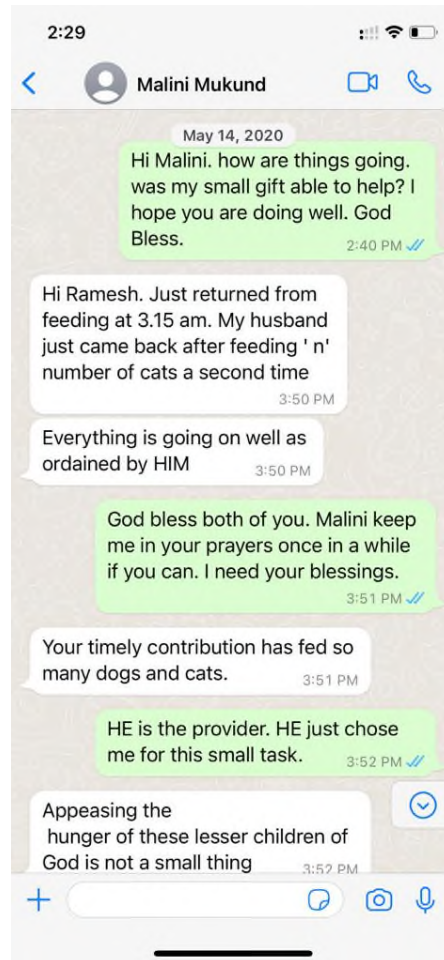 2:29
Malini Mukund
May 14, 2020
Hi Malini. how are things going.
was my small gift able to help? I
hope you are doing well. God
Bless.
2:40 PM
Hi Ramesh. Just returned from
feeding at 3.15 am. My husband
just came back after feeding ' n'
number of cats a second time
3:50 PM
Everything is going on well as
ordained by HIM
3:50 PM
God bless both of you. Malini keep
me in your prayers once in a while
if you can. I need your blessings.
3:51 PM
Your timely contribution has fed so
many dogs and cats.
3:51 PM
HE is the provider. HE just chose
me for this small task.
3:52 PM
Appeasing the
hunger of these lesser children of
God is not a small thing
3:52 PM